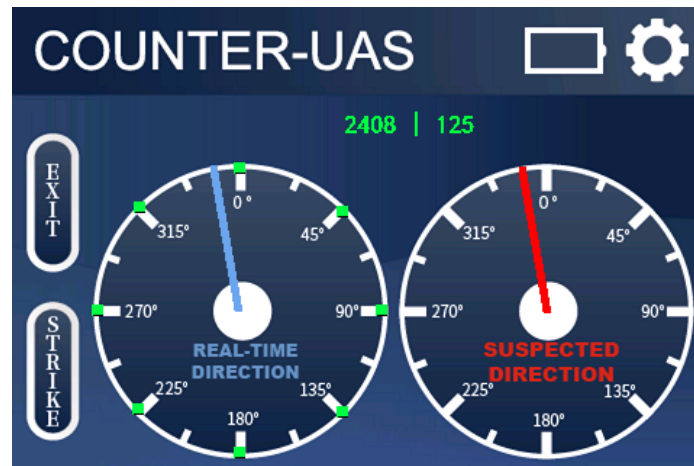 COUNTER-UAS
2408 | 125
EXIT
0°
45°
90°
135°
180°
225°
270°
315°
REAL-TIME
DIRECTION
0°
45°
90°
135°
180°
225°
270°
315°
SUSPECTED
DIRECTION
STRIKE